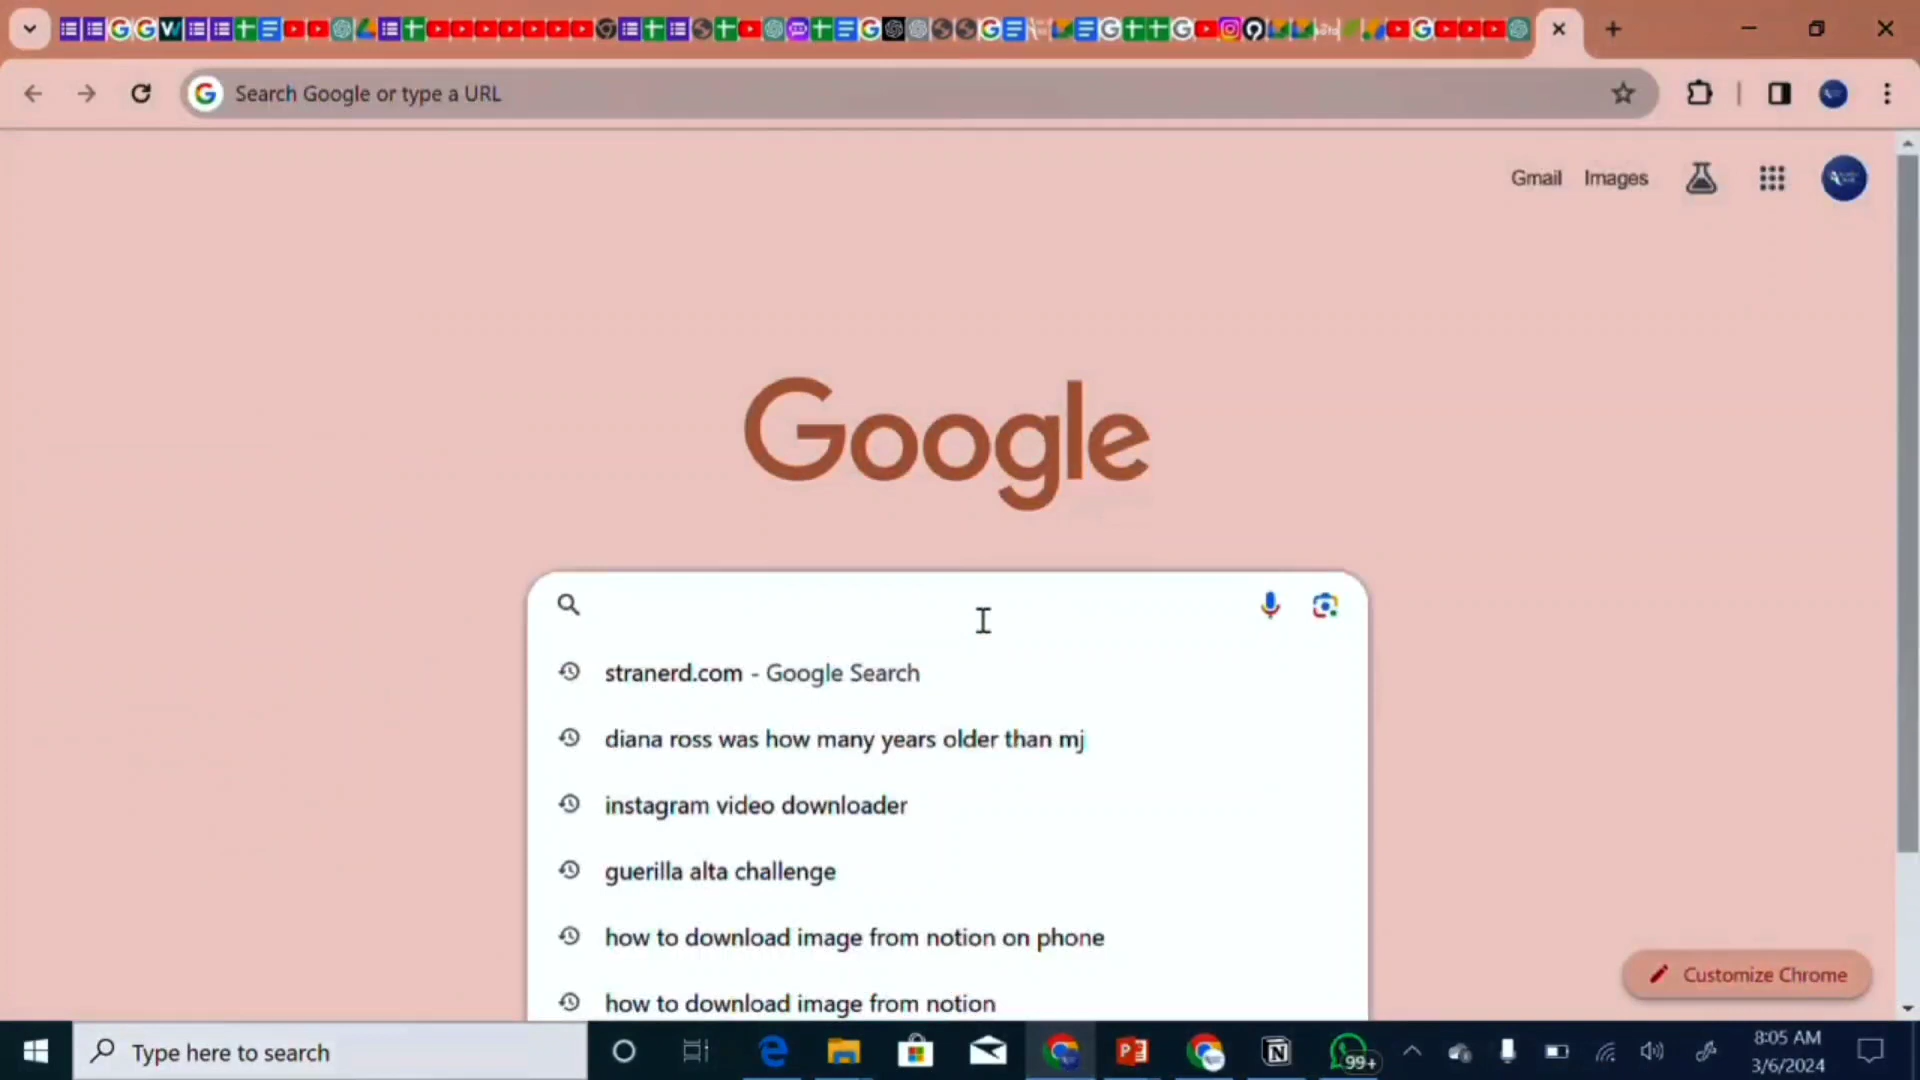 Search Google or type a URL
Gmail Images
Google
stranerd.com - Google Search
diana ross was how many years older than mj
instagram video downloader
guerilla alta challenge
how to download image from notion on phone
how to download image from notion
Customize Chrome
Type here to search
99+
8:05 AM
3/6/2024